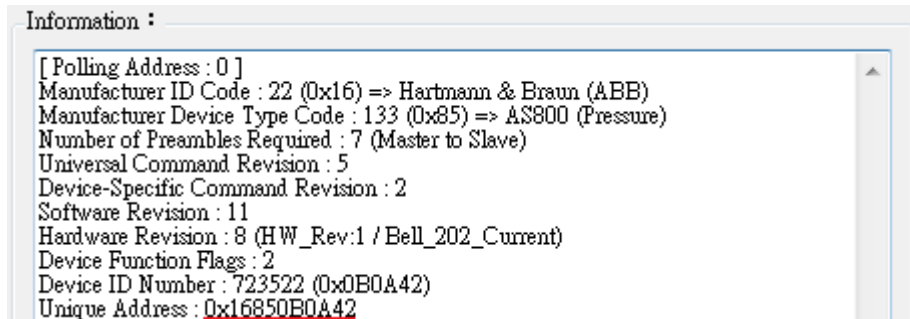 Information：
[ Polling Address : 0 ]
Manufacturer ID Code : 22 (0x16) => Hartmann & Braun (ABB)
Manufacturer Device Type Code : 133 (0x85) => AS800 (Pressure)
Number of Preambles Required : 7 (Master to Slave)
Universal Command Revision : 5
Device-Specific Command Revision : 2
Software Revision : 11
Hardware Revision : 8 (HW_Rev:1 / Bell_202_Current)
Device Function Flags : 2
Device ID Number : 723522 (0x0B0A42)
Unique Address : 0x16850B0A42